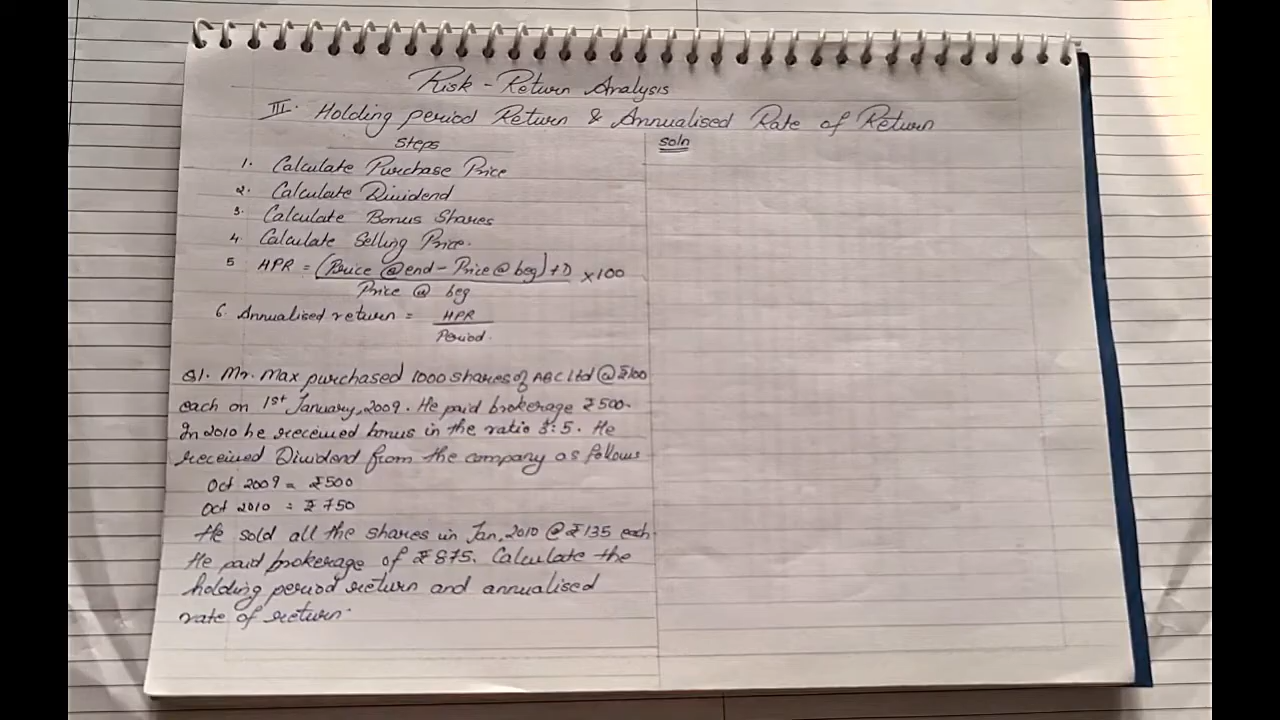 Risk - Return Analysis
III. Holding period Return & Annualised Rate of Return
Steps
1. Calculate Purchase Price
2. Calculate Dividend
3. Calculate Bonus Shares
4. Calculate Selling Price.
5 HPR = (Price @ end - Price @ beg) + D × 100
Price @ beg
6. Annualised return = HPR
Period.
Q1. Mr. Max purchased 1000 shares of ABC Ltd @ ₹100
each on 1st January, 2009. He paid brokerage ₹500.
In 2010 he received bonus in the ratio 3:5. He
received Dividend from the company as follows
Oct 2009 = ₹500
Oct 2010 = ₹750
He sold all the shares in Jan, 2010 @ ₹135 each.
He paid brokerage of ₹875. Calculate the
holding period return and annualised
rate of return.
soln